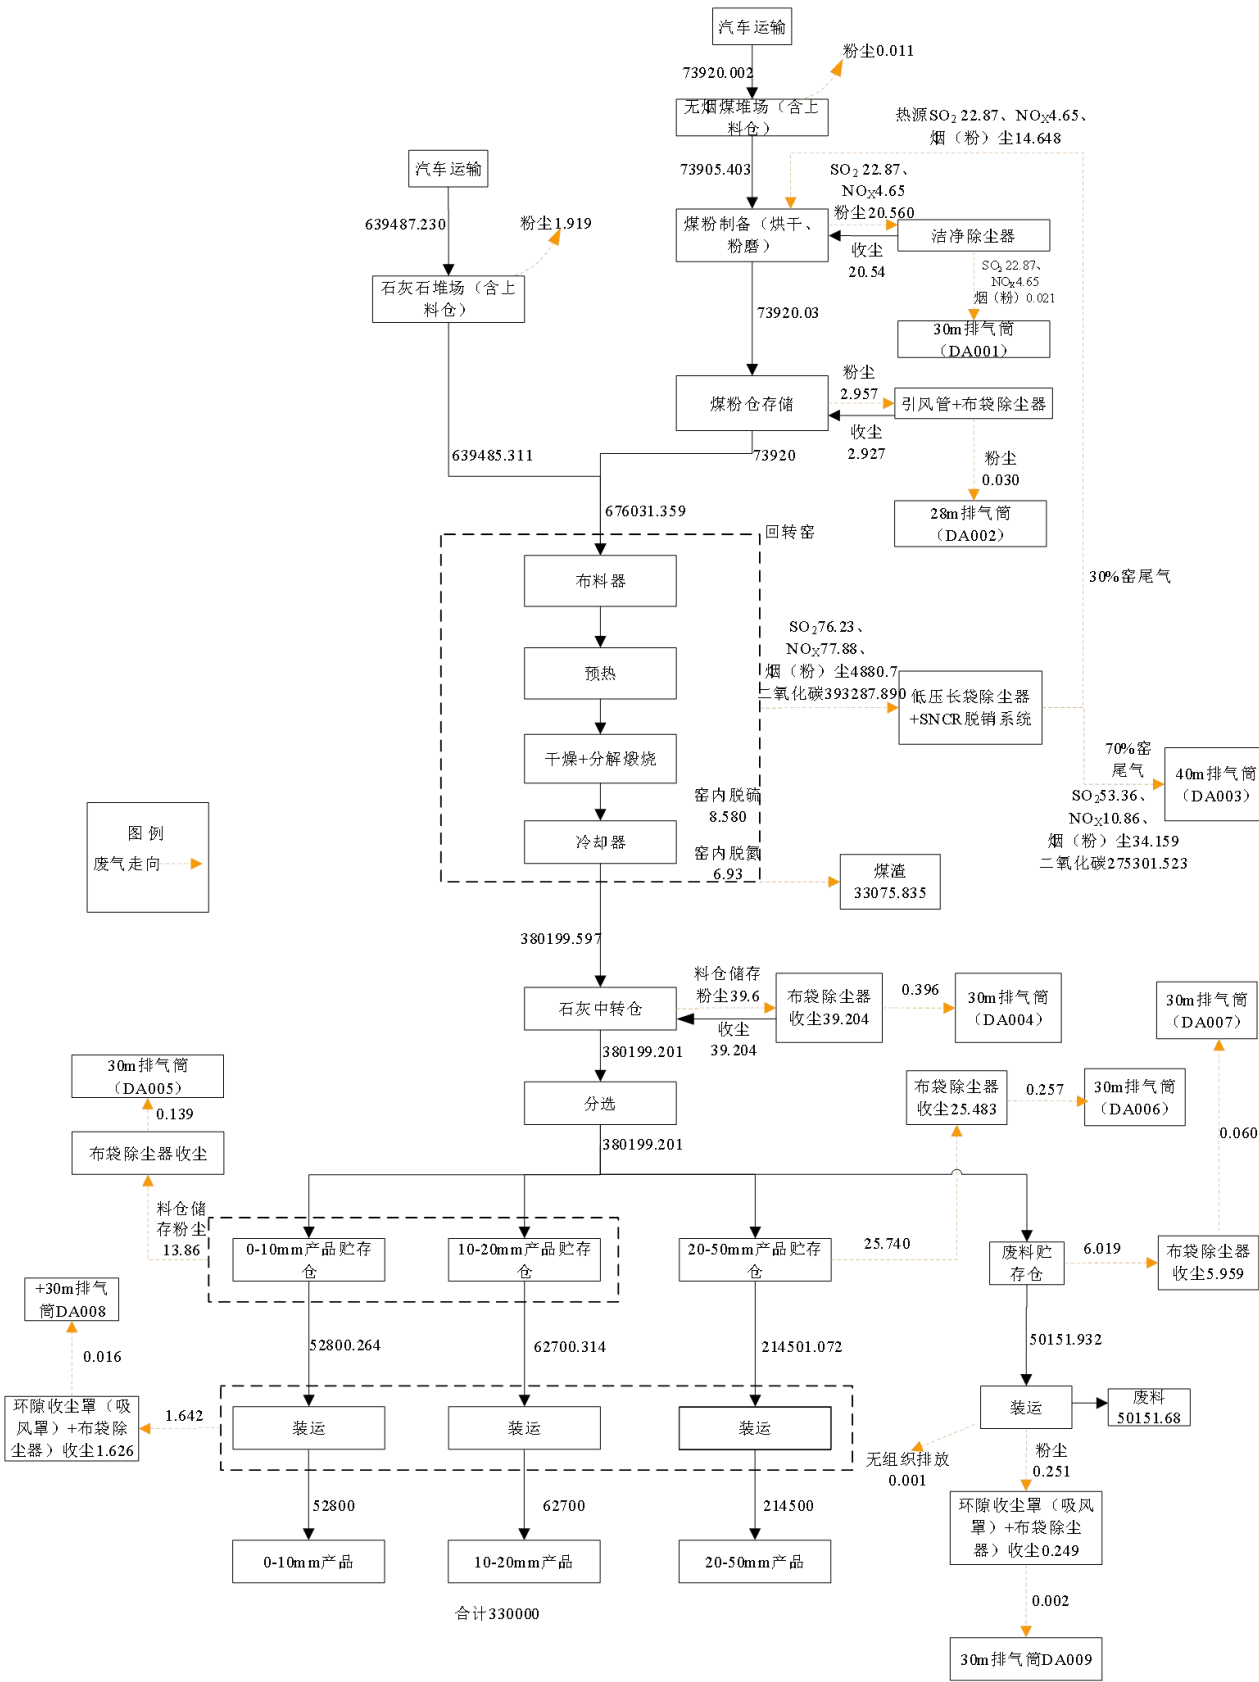 汽车运输
粉尘0.011
73920.002
无烟煤堆场（含上
料仓）
热源SO₂ 22.87、NOX4.65、
烟（粉）尘14.648
汽车运输
73905.403
SO₂ 22.87、
NOX4.65
粉尘20.560
639487.230
粉尘1.919
煤粉制备（烘干、
粉磨）
洁净除尘器
收尘
20.54
SO₂ 22.87、
NOX4.65
烟（粉）0.021
石灰石堆场（含上
料仓）
73920.03
30m排气筒
（DA001）
粉尘
2.957
煤粉仓存储
引风管+布袋除尘器
收尘
2.927
639485.311
73920
粉尘
0.030
676031.359
28m排气筒
（DA002）
回转窑
布料器
30%窑尾气
SO₂76.23、
NOX77.88、
烟（粉）尘4880.7
二氧化碳393287.890
预热
低压长袋除尘器
+SNCR脱销系统
干燥+分解煅烧
70%窑
尾气
40m排气筒
（DA003）
窑内脱硫
8.580
SO₂53.36、
NOX10.86、
烟（粉）尘34.159
二氧化碳275301.523
图例
废气走向
冷却器
窑内脱氮
6.93
煤渣
33075.835
380199.597
料仓储存
粉尘39.6
布袋除尘器
收尘39.204
0.396
30m排气筒
（DA004）
30m排气筒
（DA007）
石灰中转仓
收尘
39.204
380199.201
30m排气筒
（DA005）
布袋除尘器
收尘25.483
0.257
30m排气筒
（DA006）
分选
0.139
0.060
380199.201
布袋除尘器收尘
料仓储
存粉尘
13.86
0-10mm产品贮存
仓
10-20mm产品贮存
仓
20-50mm产品贮存
仓
25.740
废料贮
存仓
6.019
布袋除尘器
收尘5.959
+30m排气
筒DA008
52800.264
62700.314
214501.072
50151.932
0.016
环隙收尘罩（吸
风罩）+布袋除
尘器）收尘1.626
1.642
装运
装运
装运
装运
废料
50151.68
无组织排放
0.001
粉尘
0.251
52800
62700
214500
环隙收尘罩（吸风
罩）+布袋除尘
器）收尘0.249
0-10mm产品
10-20mm产品
20-50mm产品
0.002
合计330000
30m排气筒DA009